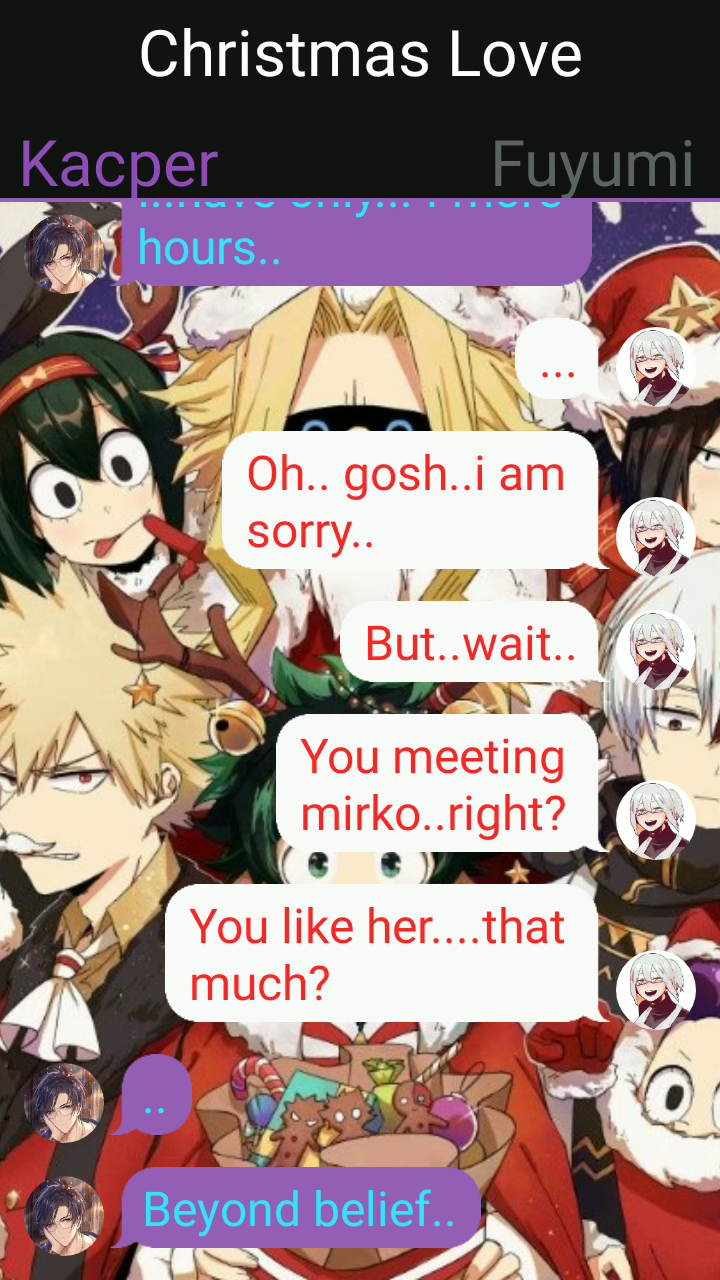 Christmas Love
Kacper Fuyumi
hours..
...
Oh.. gosh..i am
sorry..
But..wait..
You meeting
mirko..right?
You like her....that
much?
..
Beyond belief..